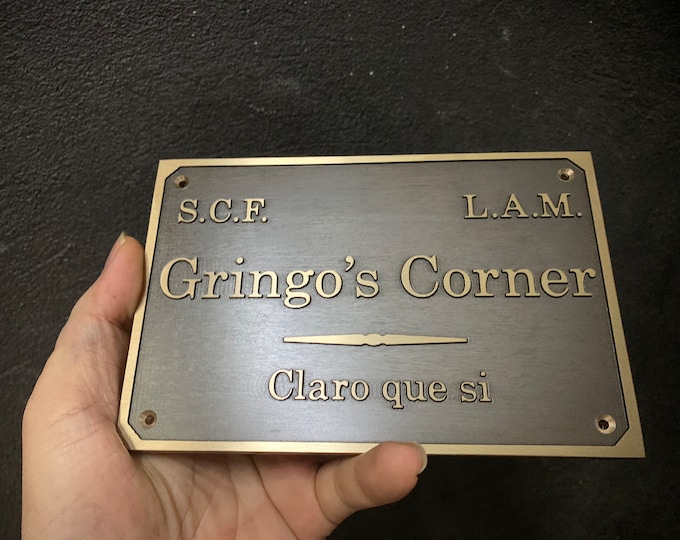 S.C.F. L.A.M.
Gringo's Corner
Claro que si